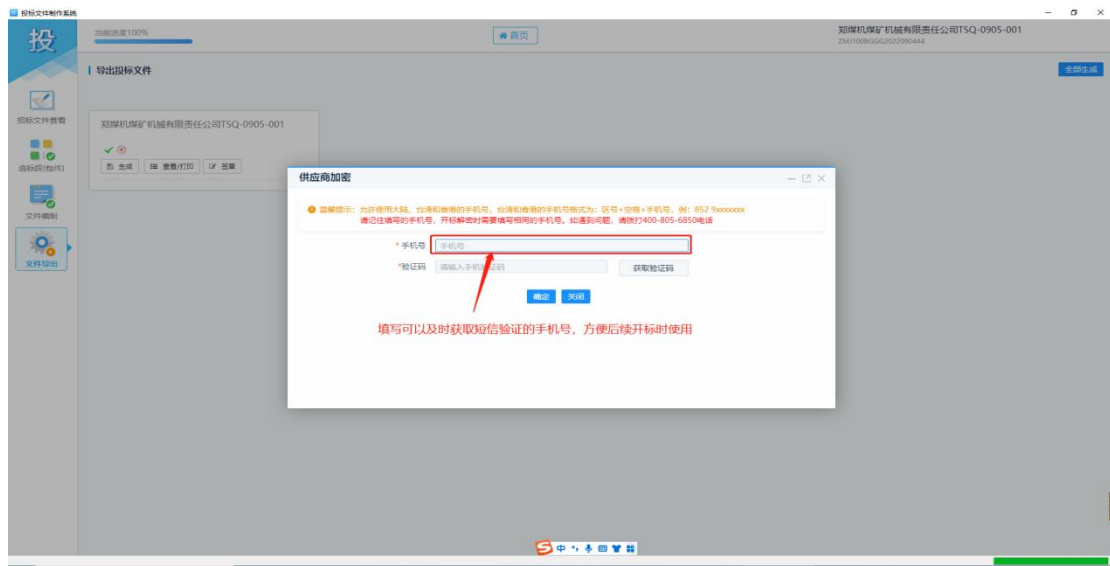 投标文件制作系统
投
当前进度100%
首页
郑煤机煤矿机械有限责任公司TSQ-0905-001
ZMJ100BGGG2022090444
导出投标文件
全部生成
招标文件查看
选标段(包件)
文件编制
文件导出
郑煤机煤矿机械有限责任公司TSQ-0905-001
生成 查看/打印 签章
供应商加密
温馨提示：允许使用大陆，台湾和香港的手机号，台湾和香港的手机号格式为：区号+空格+手机号，例：852 9xxxxxxx
请记住填写的手机号，开标解密时需要填写相同的手机号。如遇到问题，请拨打400-805-6850电话
*手机号 手机号
*验证码 请输入手机验证码 获取验证码
确定 关闭
填写可以及时获取短信验证的手机号，方便后续开标时使用
中